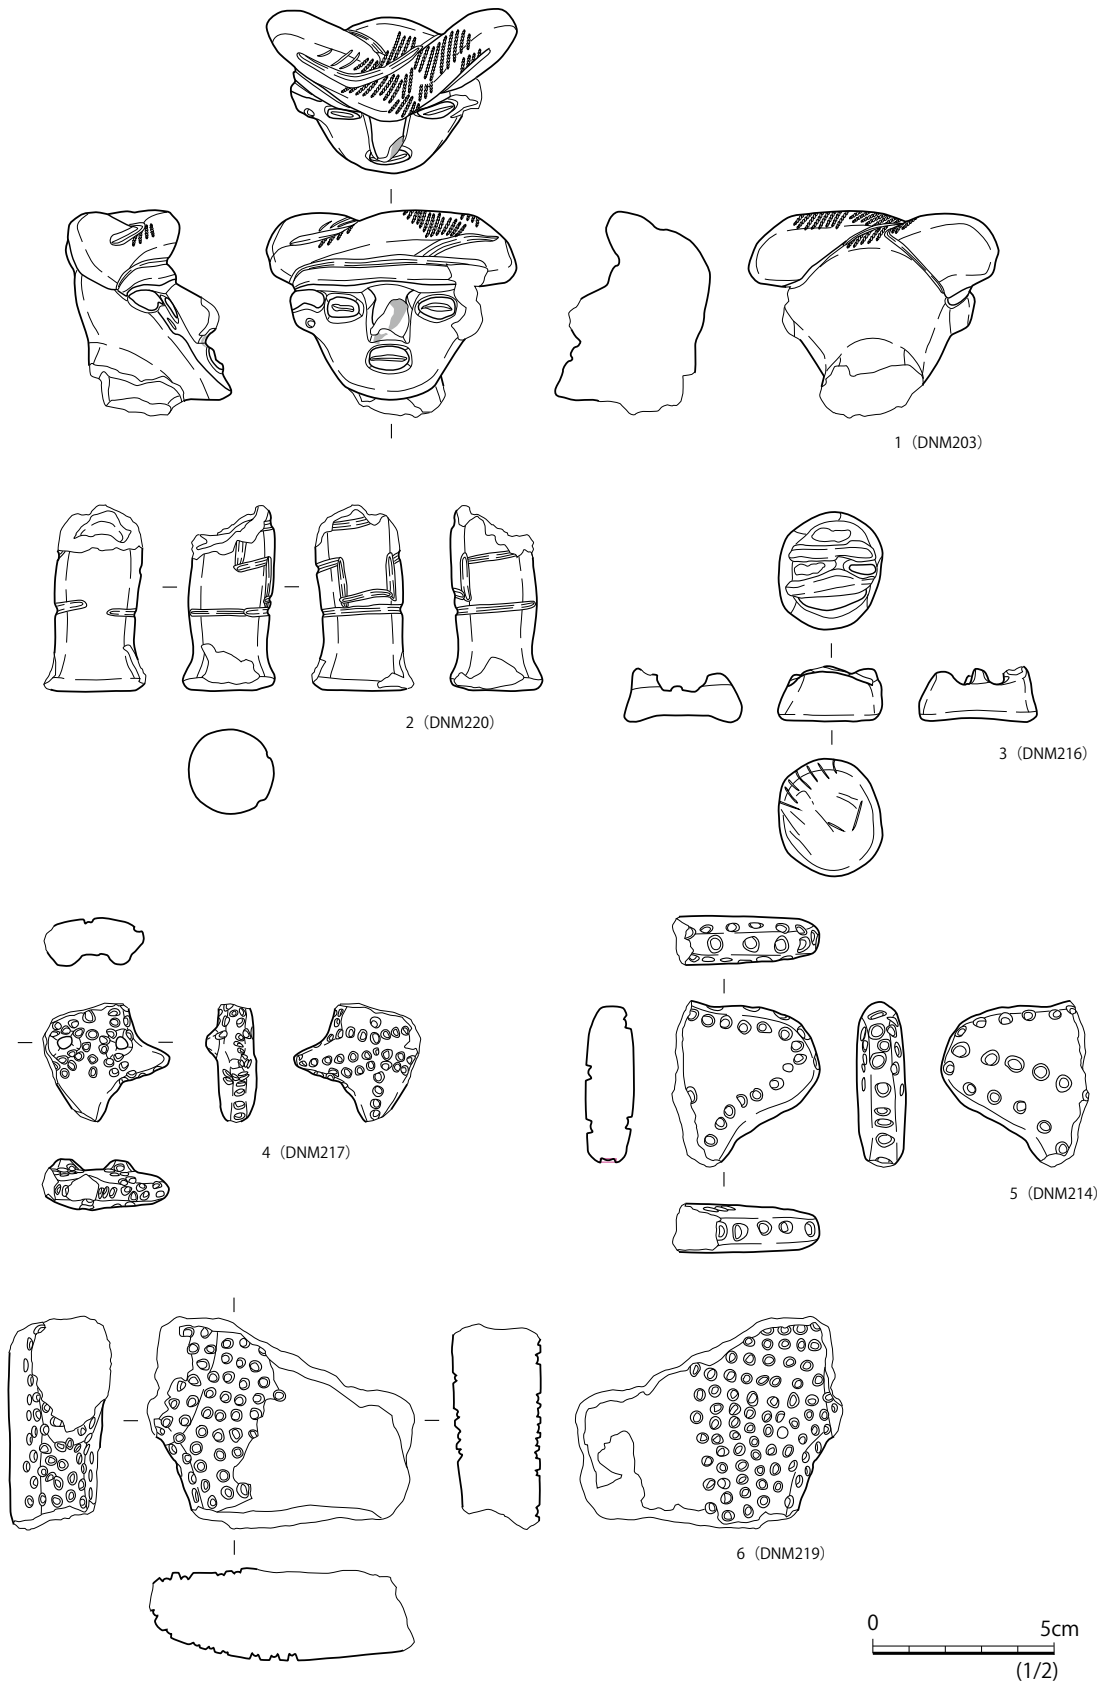 1（DNM203）
2（DNM220）
3（DNM216）
4（DNM217）
5（DNM214）
6（DNM219）
0 5cm
(1/2)